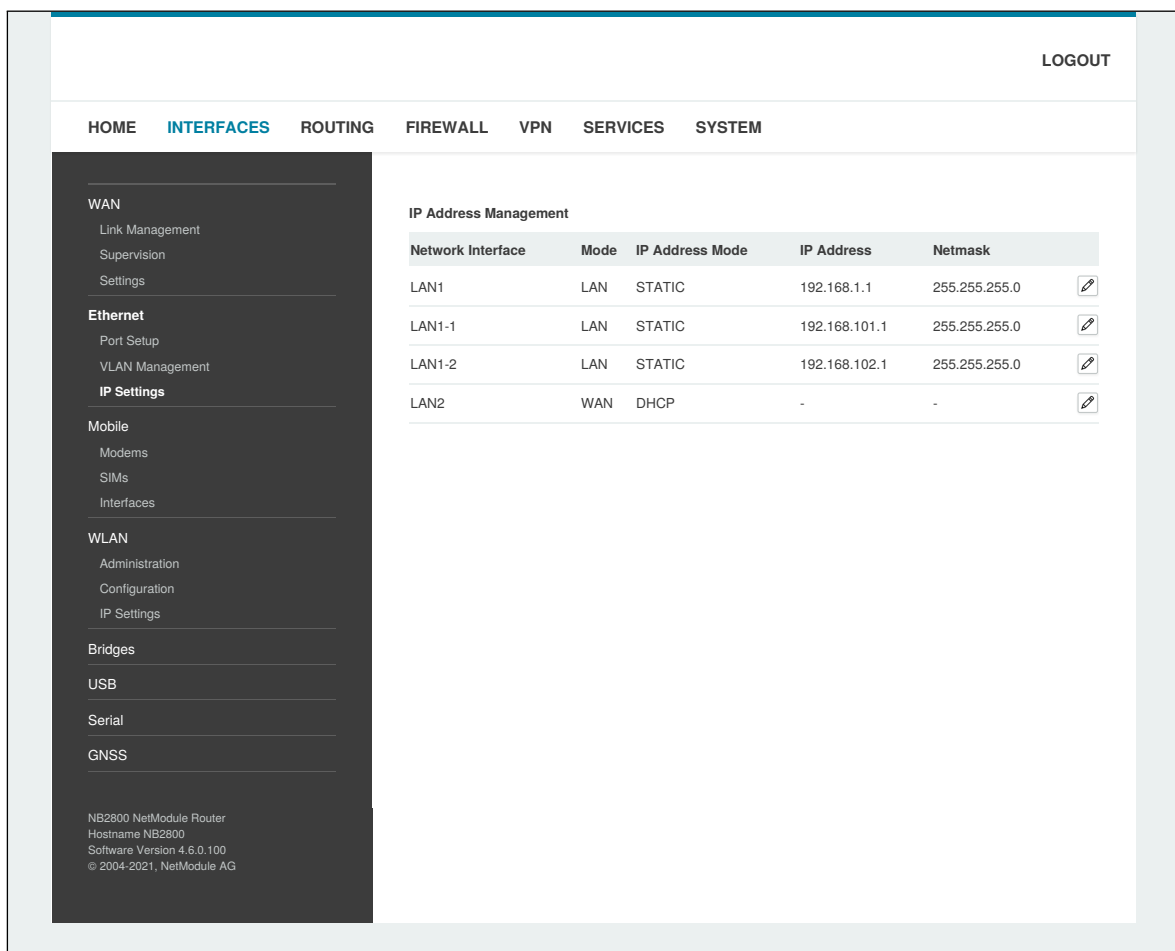 LOGOUT
HOME INTERFACES ROUTING FIREWALL VPN SERVICES SYSTEM
WAN
Link Management
Supervision
Settings
Ethernet
Port Setup
VLAN Management
IP Settings
Mobile
Modems
SIMs
Interfaces
WLAN
Administration
Configuration
IP Settings
Bridges
USB
Serial
GNSS
NB2800 NetModule Router
Hostname NB2800
Software Version 4.6.0.100
© 2004-2021, NetModule AG
IP Address Management
Network Interface Mode IP Address Mode IP Address Netmask
LAN1 LAN STATIC 192.168.1.1 255.255.255.0
LAN1-1 LAN STATIC 192.168.101.1 255.255.255.0
LAN1-2 LAN STATIC 192.168.102.1 255.255.255.0
LAN2 WAN DHCP - -